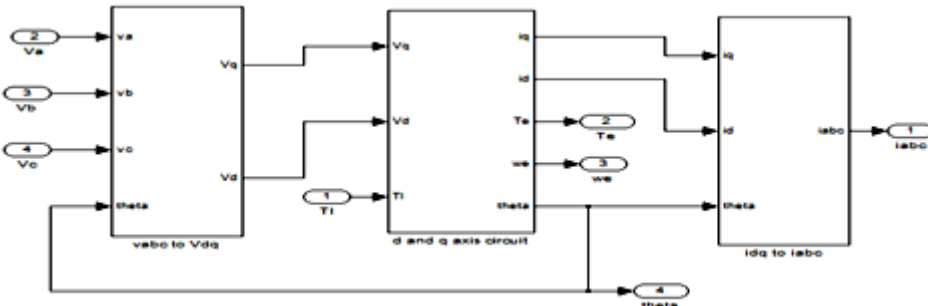 2
Va
3
Vb
4
Vc
va
vb
vc
theta
Vq
Vd
vabc to Vdq
1
Tl
Vq
Vd
Tl
iq
id
Te
we
theta
d and q axis circuit
2
Te
3
we
iq
id
theta
iabc
idq to iabc
1
iabc
4
theta